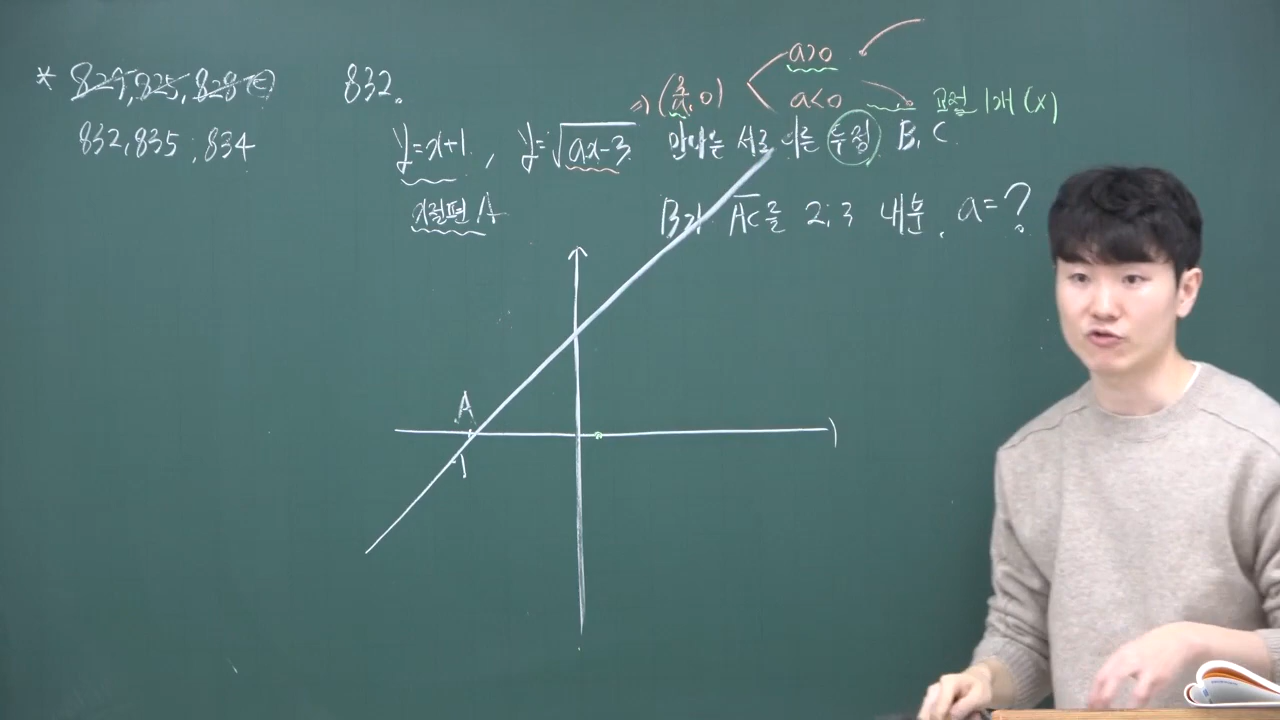 * 829, 825, 828
832, 835, 834
832.
⇒ (3/a, 0)
a>0
a<0
교점 1개 (x)
y=x+1, y=√ax-3 만나는 서로 다른 두점 B, C
x절편 A
B가 AC를 2:3 내분, a=?
A
-1